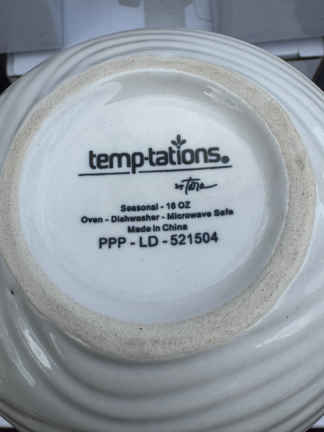 temp-tations®
by Tara
Seasonal - 16 OZ
Oven - Dishwasher - Microwave Safe
Made in China
PPP - LD - 521504